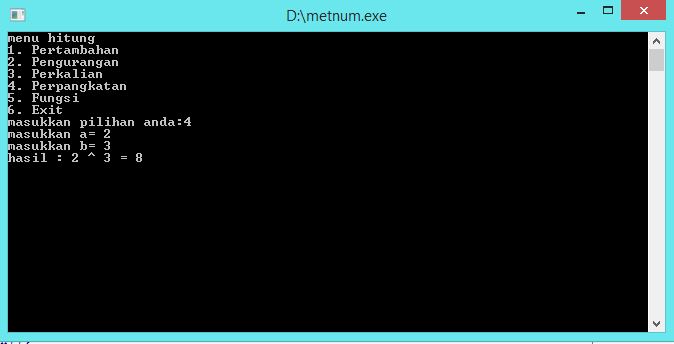 D:\metnum.exe
menu hitung
1. Pertambahan
2. Pengurangan
3. Perkalian
4. Perpangkatan
5. Fungsi
6. Exit
masukkan pilihan anda:4
masukkan a= 2
masukkan b= 3
hasil : 2 ^ 3 = 8